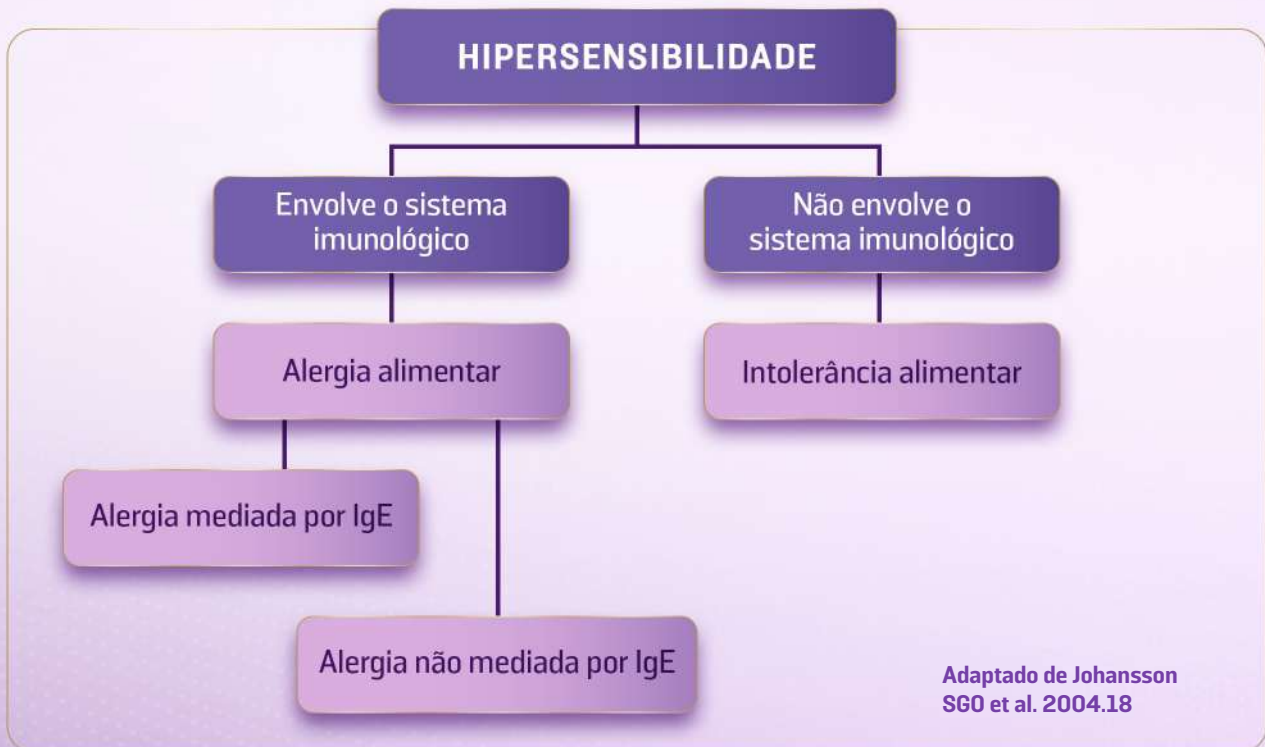 HIPERSENSIBILIDADE
Envolve o sistema
imunológico
Não envolve o
sistema imunológico
Alergia alimentar
Intolerância alimentar
Alergia mediada por IgE
Alergia não mediada por IgE
Adaptado de Johansson
SGO et al. 2004.18